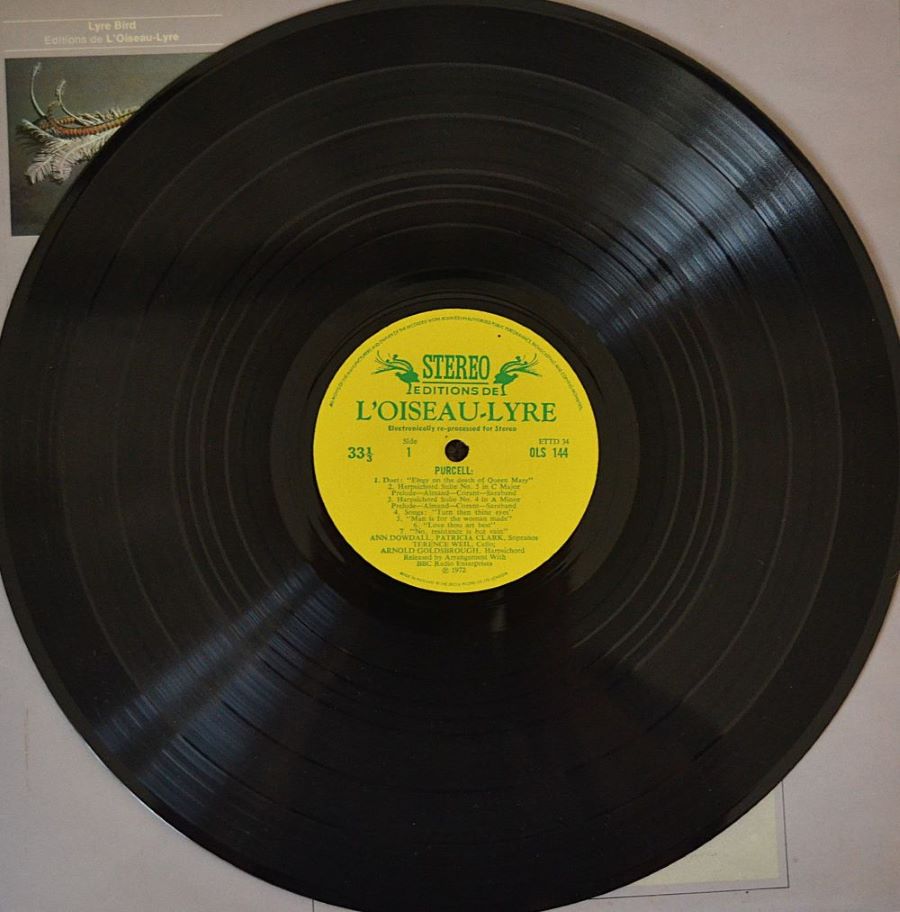 Lyre Bird
Editions de L'Oiseau-Lyre
STEREO
EDITIONS DE
L'OISEAU-LYRE
Electronically re-processed for Stereo
33⅓
Side
1
ETTD 34
OLS 144
PURCELL:
1. Duet: "Elegy on the death of Queen Mary"
2. Harpsichord Suite No. 5 in C Major
Prelude—Almand—Corant—Saraband
3. Harpsichord Suite No. 4 in A Minor
Prelude—Almand—Corant—Saraband
4. Songs: "Turn then thine eyes"
5. "Man is for the woman made"
6. "Love thou art best"
7. "No, resistance is but vain"
ANN DOWDALL, PATRICIA CLARK, Sopranos
TERENCE WEIL, Cello;
ARNOLD GOLDSBROUGH, Harpsichord
Released by Arrangement With
BBC Radio Enterprises
℗ 1972